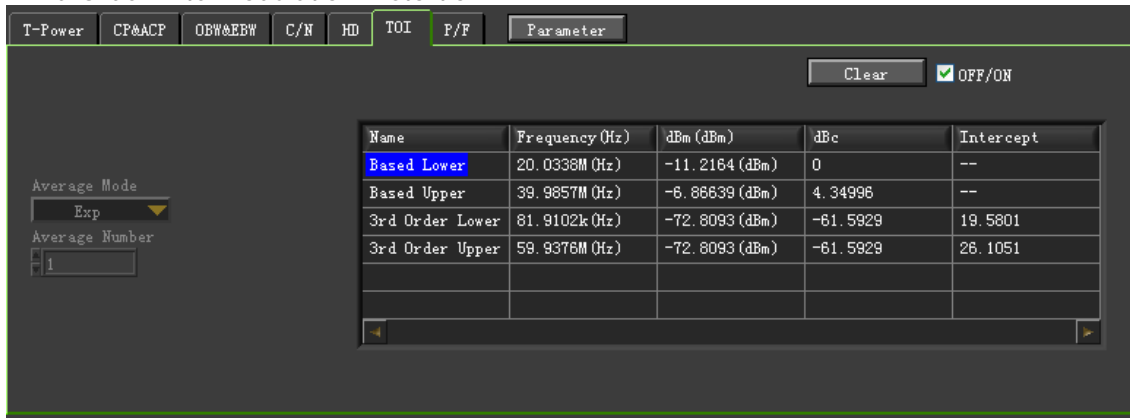 T-Power CP&ACP OBW&EBW C/N HD TOI P/F Parameter
Clear OFF/ON
Name Frequency(Hz) dBm(dBm) dBc Intercept
Based Lower 20.0338M(Hz) -11.2164(dBm) 0 --
Based Upper 39.9857M(Hz) -6.86639(dBm) 4.34996 --
3rd Order Lower 81.9102k(Hz) -72.8093(dBm) -61.5929 19.5801
3rd Order Upper 59.9376M(Hz) -72.8093(dBm) -61.5929 26.1051
Average Mode
Exp
Average Number
1